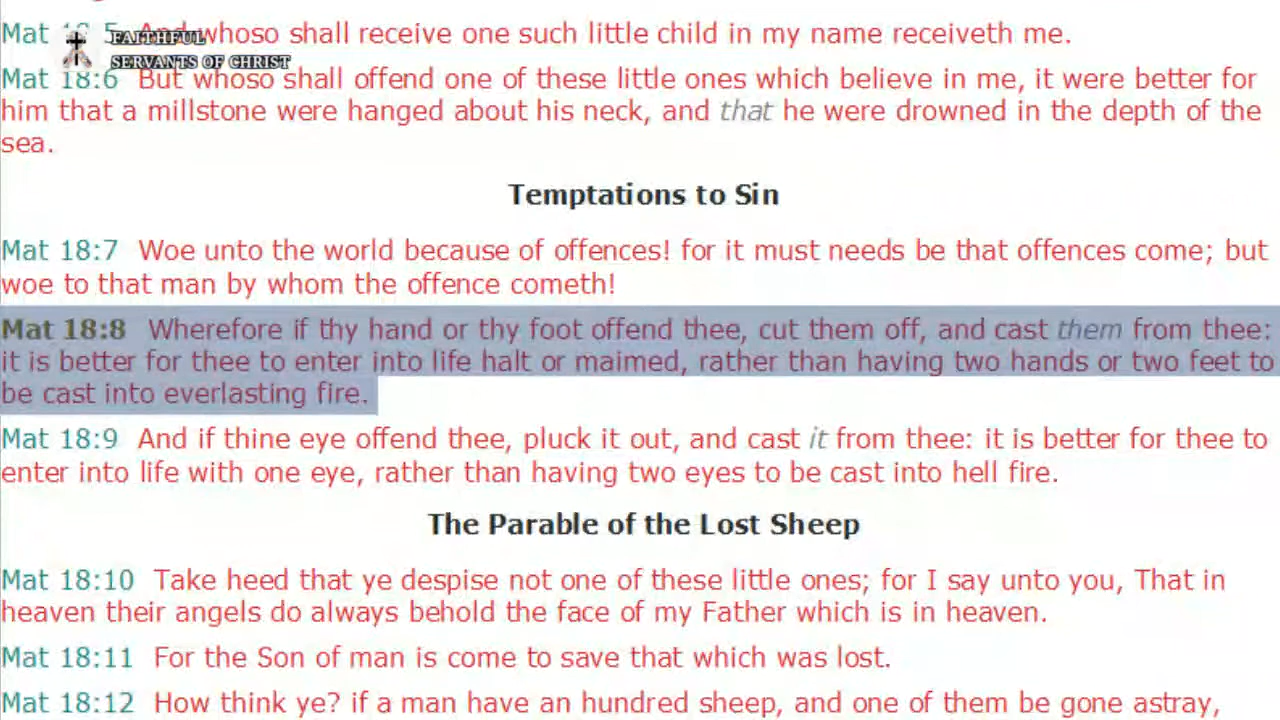 Mat 18:5 And whoso shall receive one such little child in my name receiveth me.
FAITHFUL
SERVANTS OF CHRIST
Mat 18:6 But whoso shall offend one of these little ones which believe in me, it were better for
him that a millstone were hanged about his neck, and that he were drowned in the depth of the
sea.
Temptations to Sin
Mat 18:7 Woe unto the world because of offences! for it must needs be that offences come; but
woe to that man by whom the offence cometh!
Mat 18:8 Wherefore if thy hand or thy foot offend thee, cut them off, and cast them from thee:
it is better for thee to enter into life halt or maimed, rather than having two hands or two feet to
be cast into everlasting fire.
Mat 18:9 And if thine eye offend thee, pluck it out, and cast it from thee: it is better for thee to
enter into life with one eye, rather than having two eyes to be cast into hell fire.
The Parable of the Lost Sheep
Mat 18:10 Take heed that ye despise not one of these little ones; for I say unto you, That in
heaven their angels do always behold the face of my Father which is in heaven.
Mat 18:11 For the Son of man is come to save that which was lost.
Mat 18:12 How think ye? if a man have an hundred sheep, and one of them be gone astray,